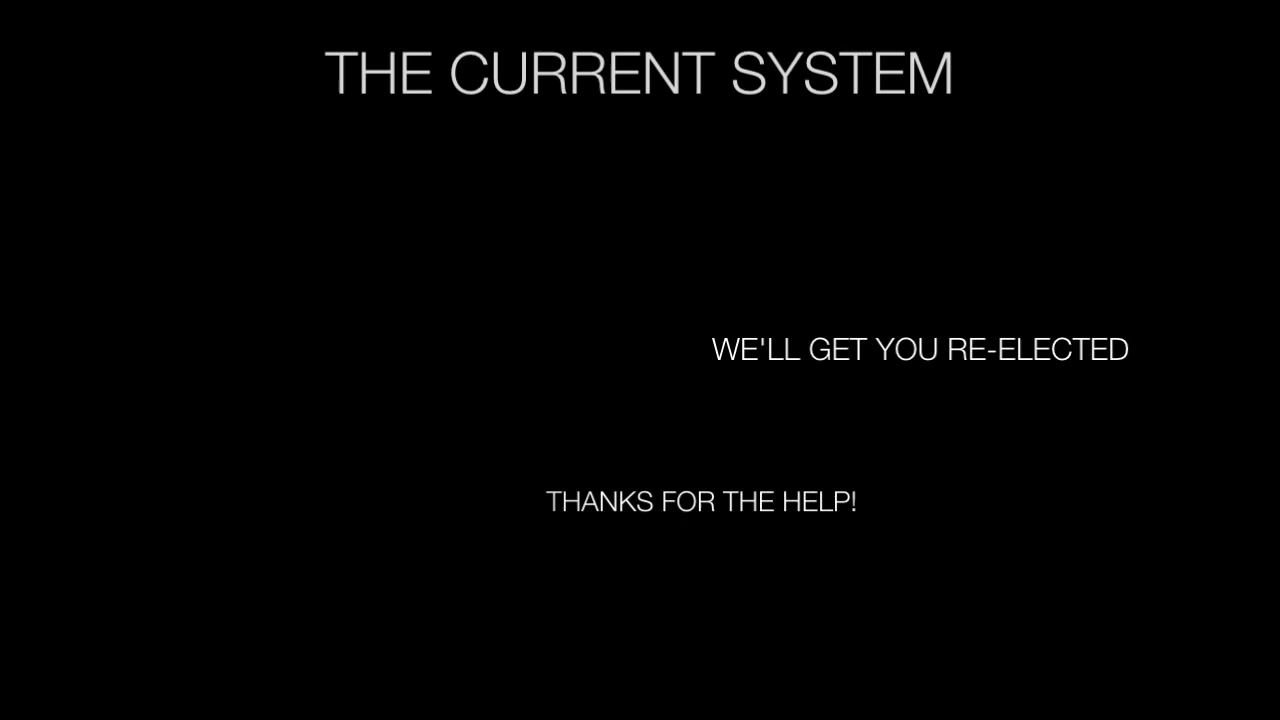 THE CURRENT SYSTEM
WE'LL GET YOU RE-ELECTED
THANKS FOR THE HELP!